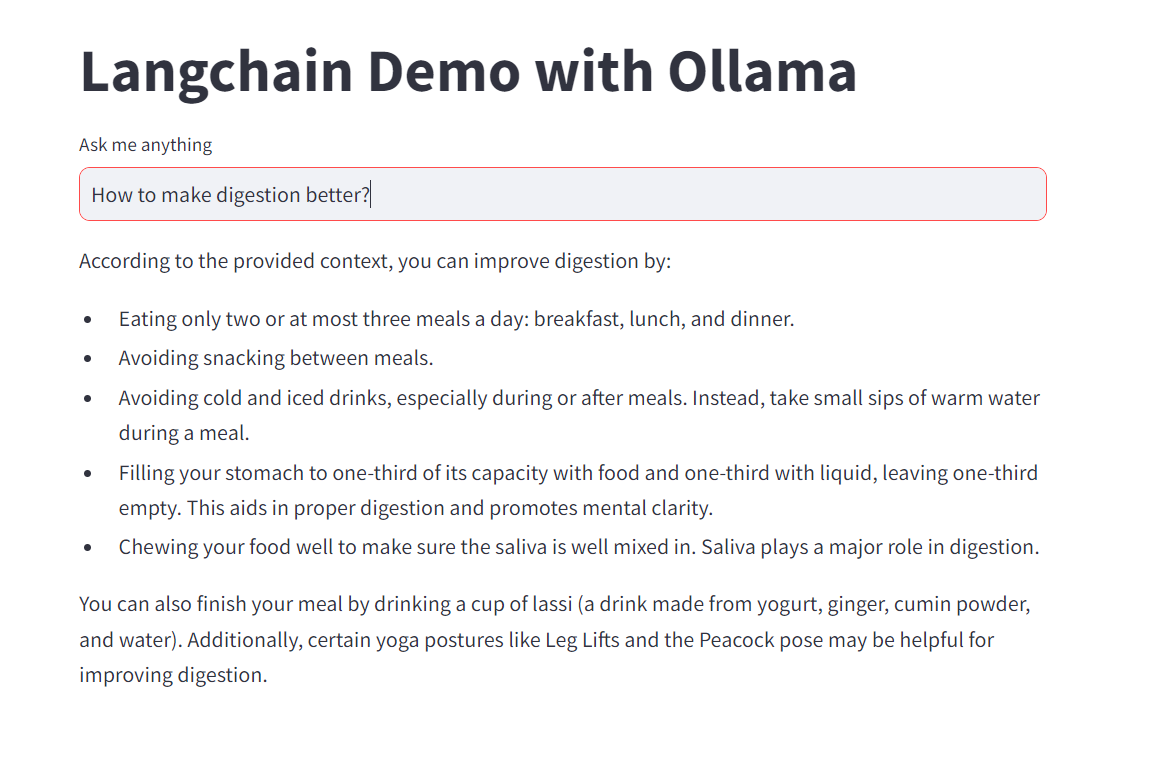 Langchain Demo with Ollama
Ask me anything
How to make digestion better?
According to the provided context, you can improve digestion by:
• Eating only two or at most three meals a day: breakfast, lunch, and dinner.
• Avoiding snacking between meals.
• Avoiding cold and iced drinks, especially during or after meals. Instead, take small sips of warm water
during a meal.
• Filling your stomach to one-third of its capacity with food and one-third with liquid, leaving one-third
empty. This aids in proper digestion and promotes mental clarity.
• Chewing your food well to make sure the saliva is well mixed in. Saliva plays a major role in digestion.
You can also finish your meal by drinking a cup of lassi (a drink made from yogurt, ginger, cumin powder,
and water). Additionally, certain yoga postures like Leg Lifts and the Peacock pose may be helpful for
improving digestion.